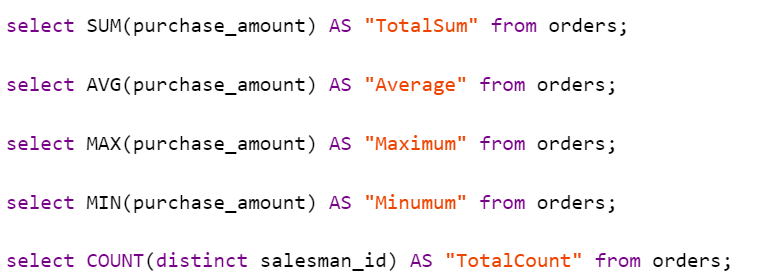 select SUM(purchase_amount) AS "TotalSum" from orders;
select AVG(purchase_amount) AS "Average" from orders;
select MAX(purchase_amount) AS "Maximum" from orders;
select MIN(purchase_amount) AS "Minumum" from orders;
select COUNT(distinct salesman_id) AS "TotalCount" from orders;